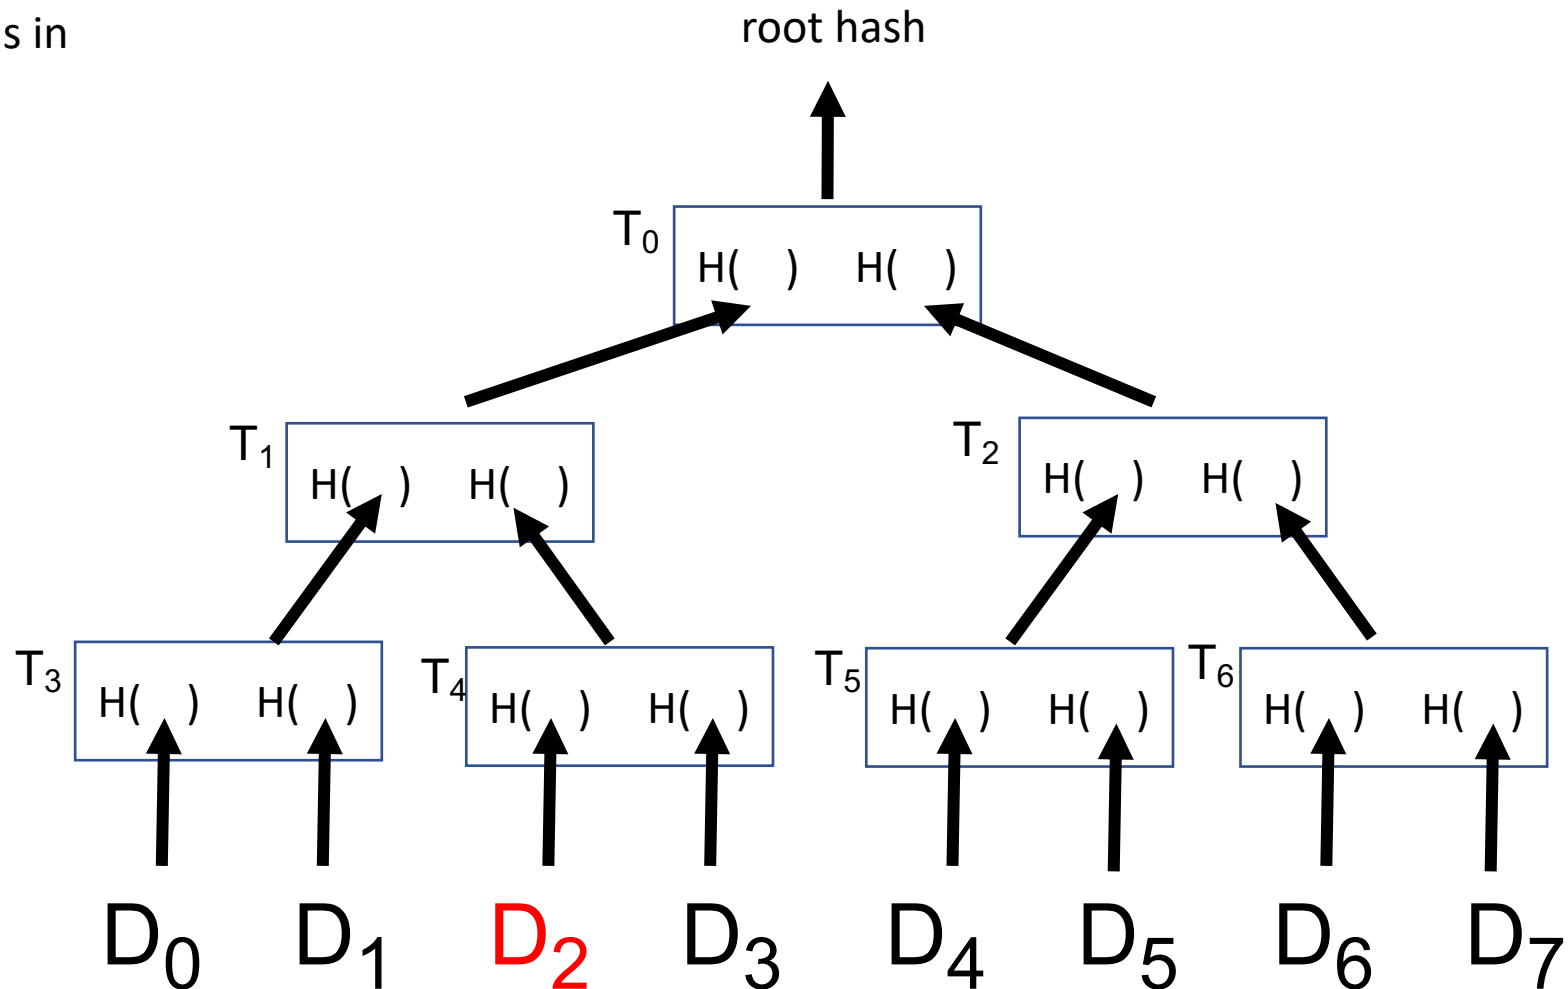 s in
root hash
T0
H( ) H( )
T1
H( ) H( )
T2
H( ) H( )
T3
H( ) H( )
T4
H( ) H( )
T5
H( ) H( )
T6
H( ) H( )
D0 D1 D2 D3 D4 D5 D6 D7